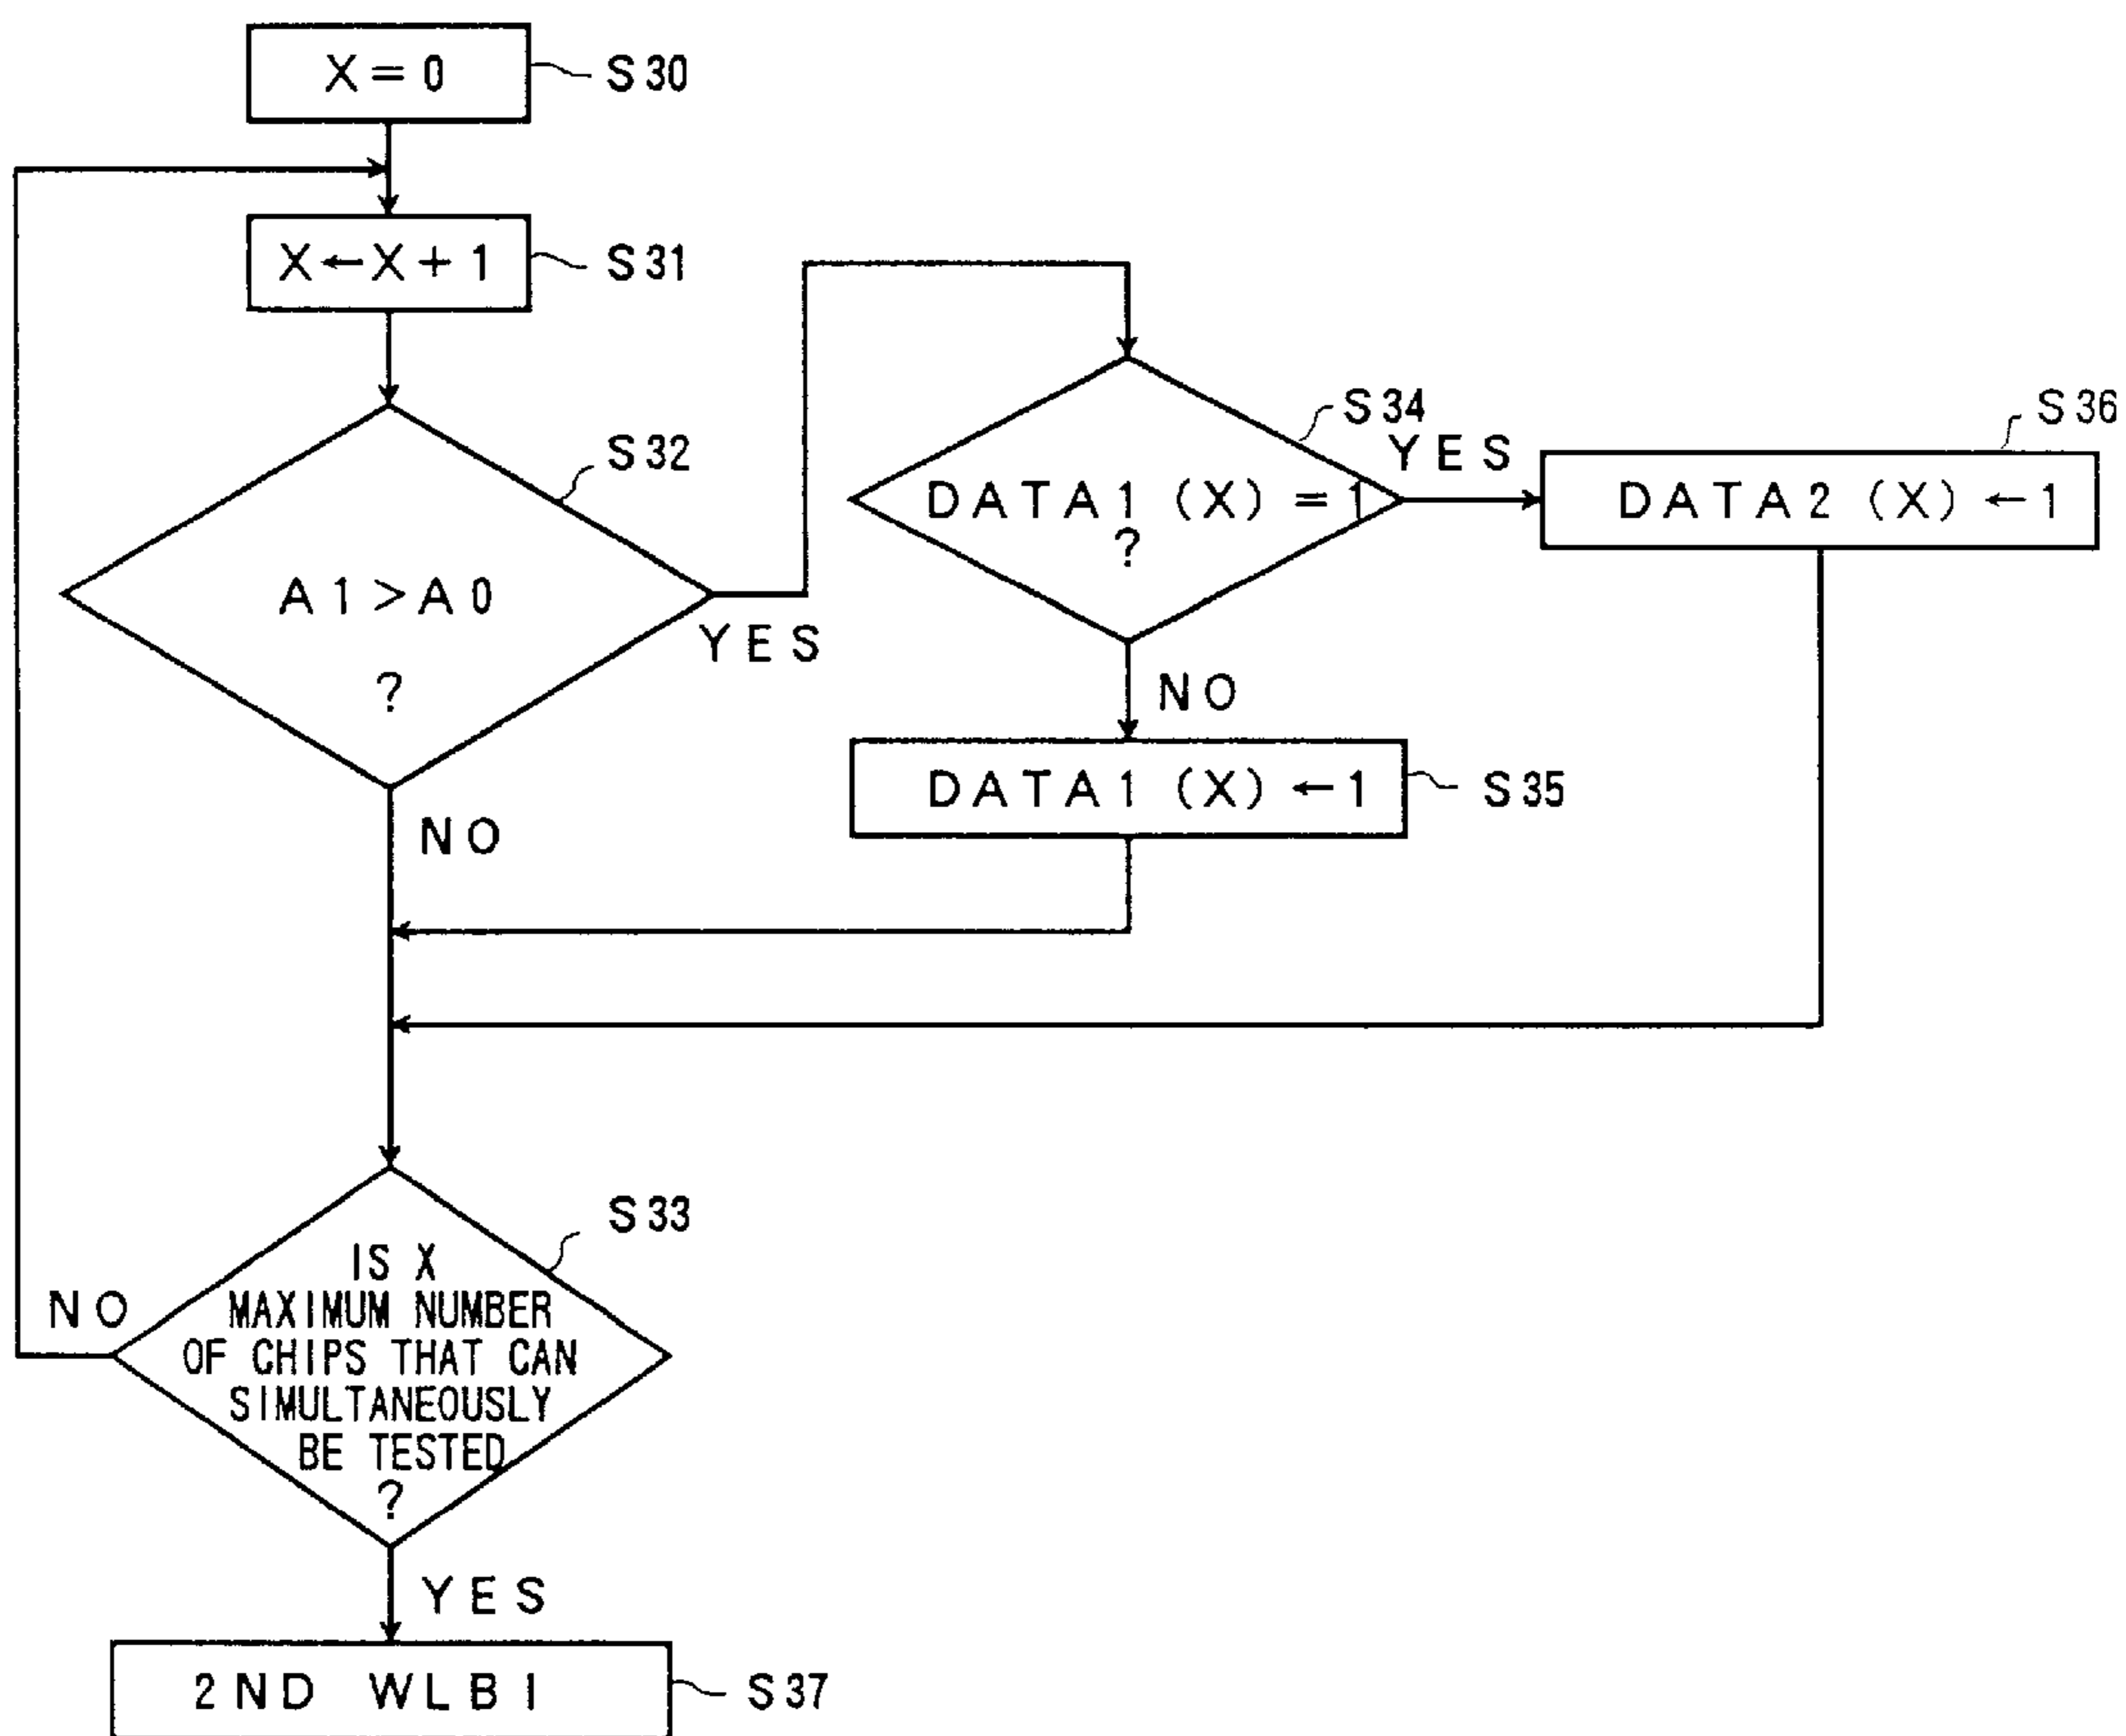 X=0
S30
X←X+1
S31
A1>A0
?
S32
YES
NO
DATA1 (X) =1
?
S34
YES
NO
DATA2 (X) ←1
S36
DATA1 (X) ←1
S35
IS X
MAXIMUM NUMBER
OF CHIPS THAT CAN
SIMULTANEOUSLY
BE TESTED
?
S33
NO
YES
2ND WLBI
S37